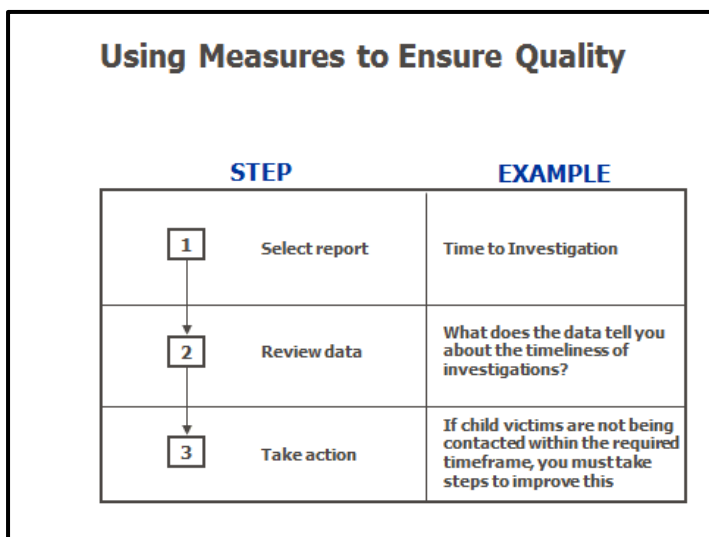 Using Measures to Ensure Quality
STEP
EXAMPLE
1
Select report
Time to Investigation
2
Review data
What does the data tell you
about the timeliness of
investigations?
3
Take action
If child victims are not being
contacted within the required
timeframe, you must take
steps to improve this